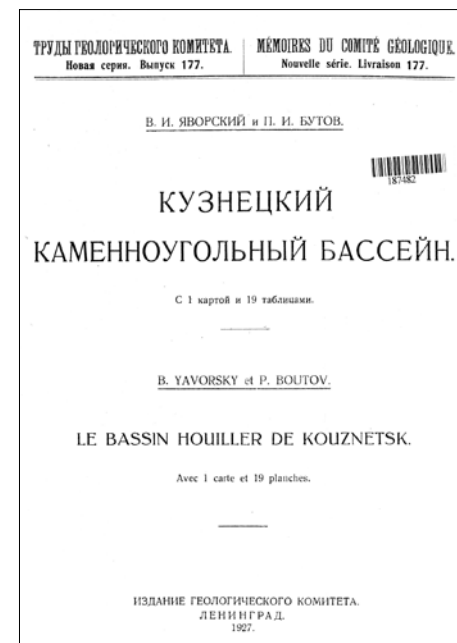 ТРУДЫ ГЕОЛОГИЧЕСКОГО КОМИТЕТА.
Новая серия. Выпуск 177.
MÉMOIRES DU COMITÉ GÉOLOGIQUE.
Nouvelle série. Livraison 177.
В. И. ЯВОРСКИЙ и П. И. БУТОВ.
187482
КУЗНЕЦКИЙ
КАМЕННОУГОЛЬНЫЙ БАССЕЙН.
С 1 картой и 19 таблицами.
B. YAVORSKY et P. BOUTOV.
LE BASSIN HOUILLER DE KOUZNETSK.
Avec 1 carte et 19 planches.
ИЗДАНИЕ ГЕОЛОГИЧЕСКОГО КОМИТЕТА.
ЛЕНИНГРАД.
1927.